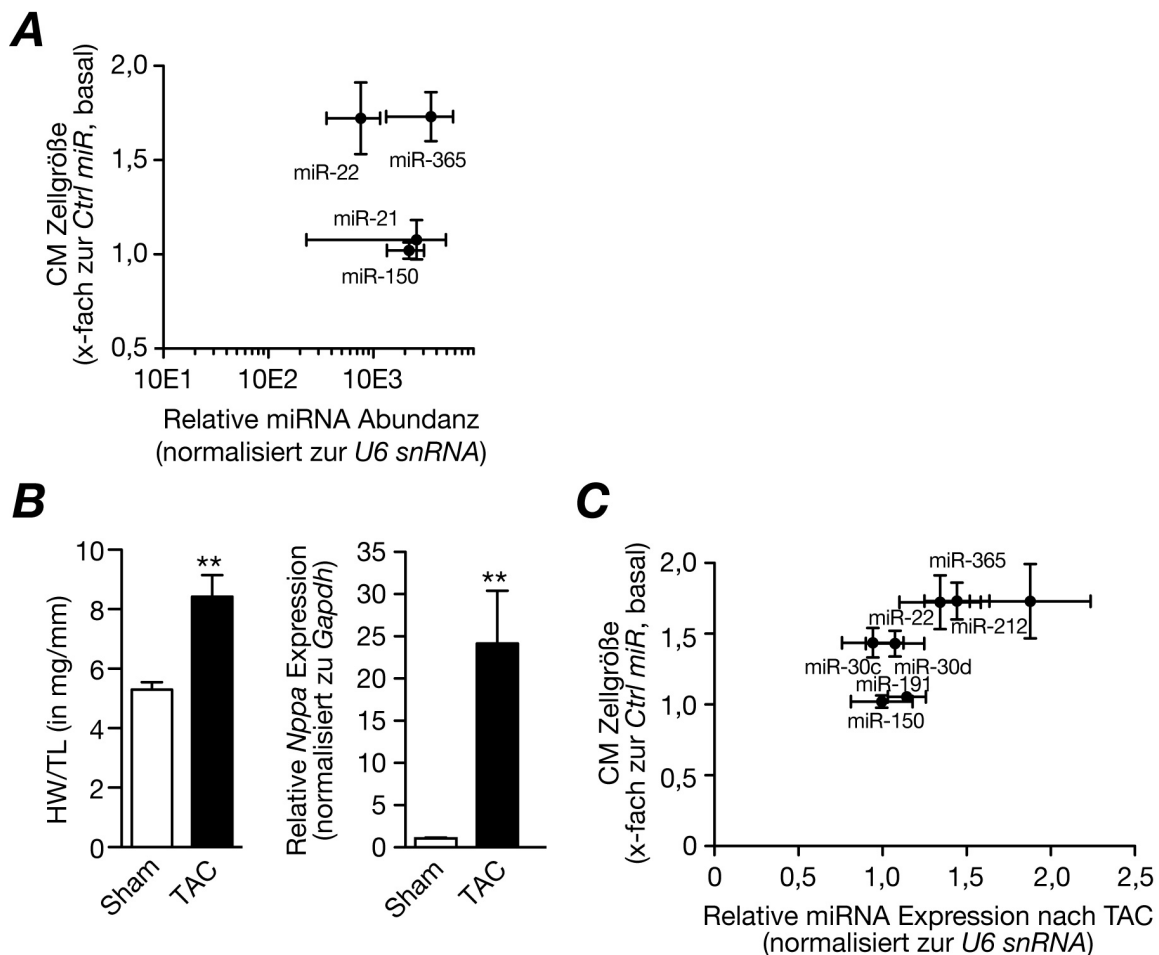 A
CM Zellgröße
(x-fach zur Ctrl miR, basal)
2,0
1,5
1,0
0,5
miR-22
miR-365
miR-21
miR-150
10E1 10E2 10E3
Relative miRNA Abundanz
(normalisiert zur U6 snRNA)
B
HW/TL (in mg/mm)
10
8
6
4
2
0
**
Sham
TAC
Relative Nppa Expression
(normalisiert zu Gapdh)
35
30
25
20
15
10
5
0
**
Sham
TAC
C
CM Zellgröße
(x-fach zur Ctrl miR, basal)
2,0
1,5
1,0
0,5
0
miR-365
miR-22
miR-212
miR-30c
miR-30d
miR-191
miR-150
0 0,5 1,0 1,5 2,0 2,5
Relative miRNA Expression nach TAC
(normalisiert zur U6 snRNA)